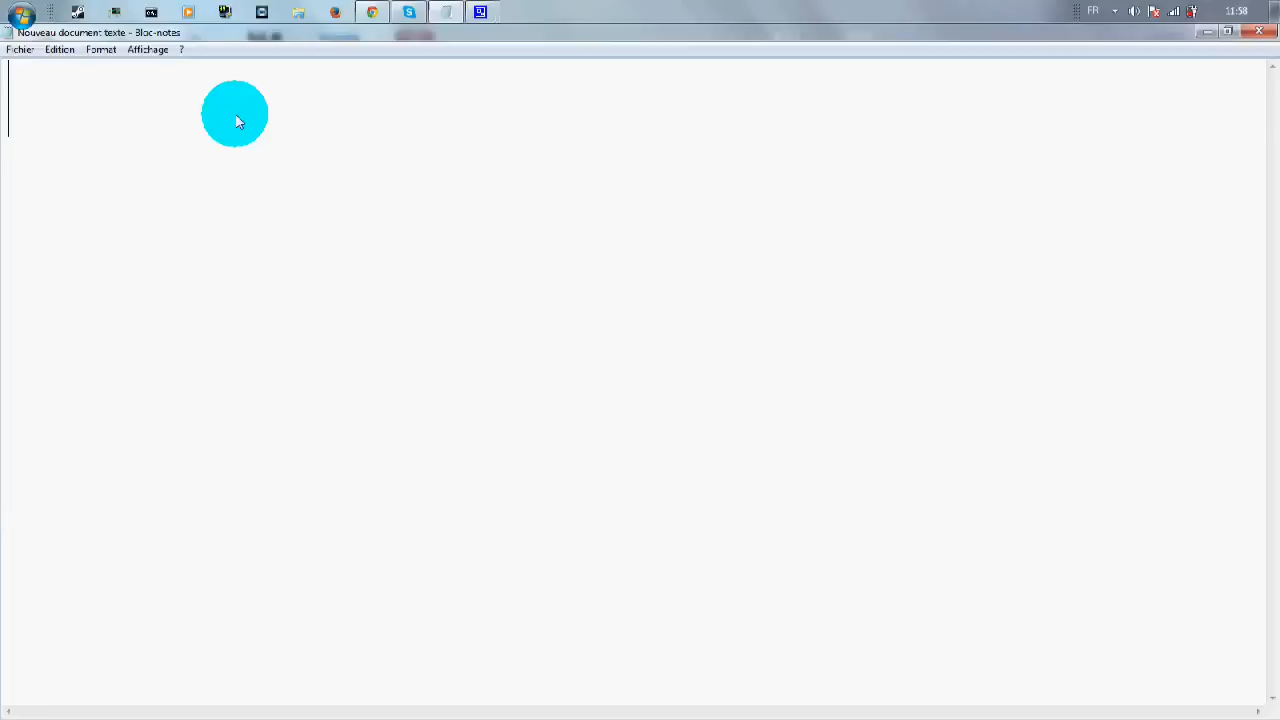 FR 11:58
Nouveau document texte - Bloc-notes
Fichier Edition Format Affichage ?